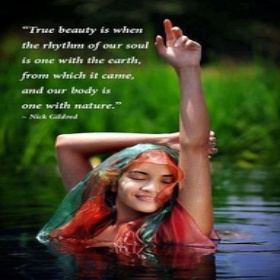 “True beauty is when
the rhythm of our soul
is one with the earth,
from which it came,
and our body is
one with nature.”
~ Nick Gildred